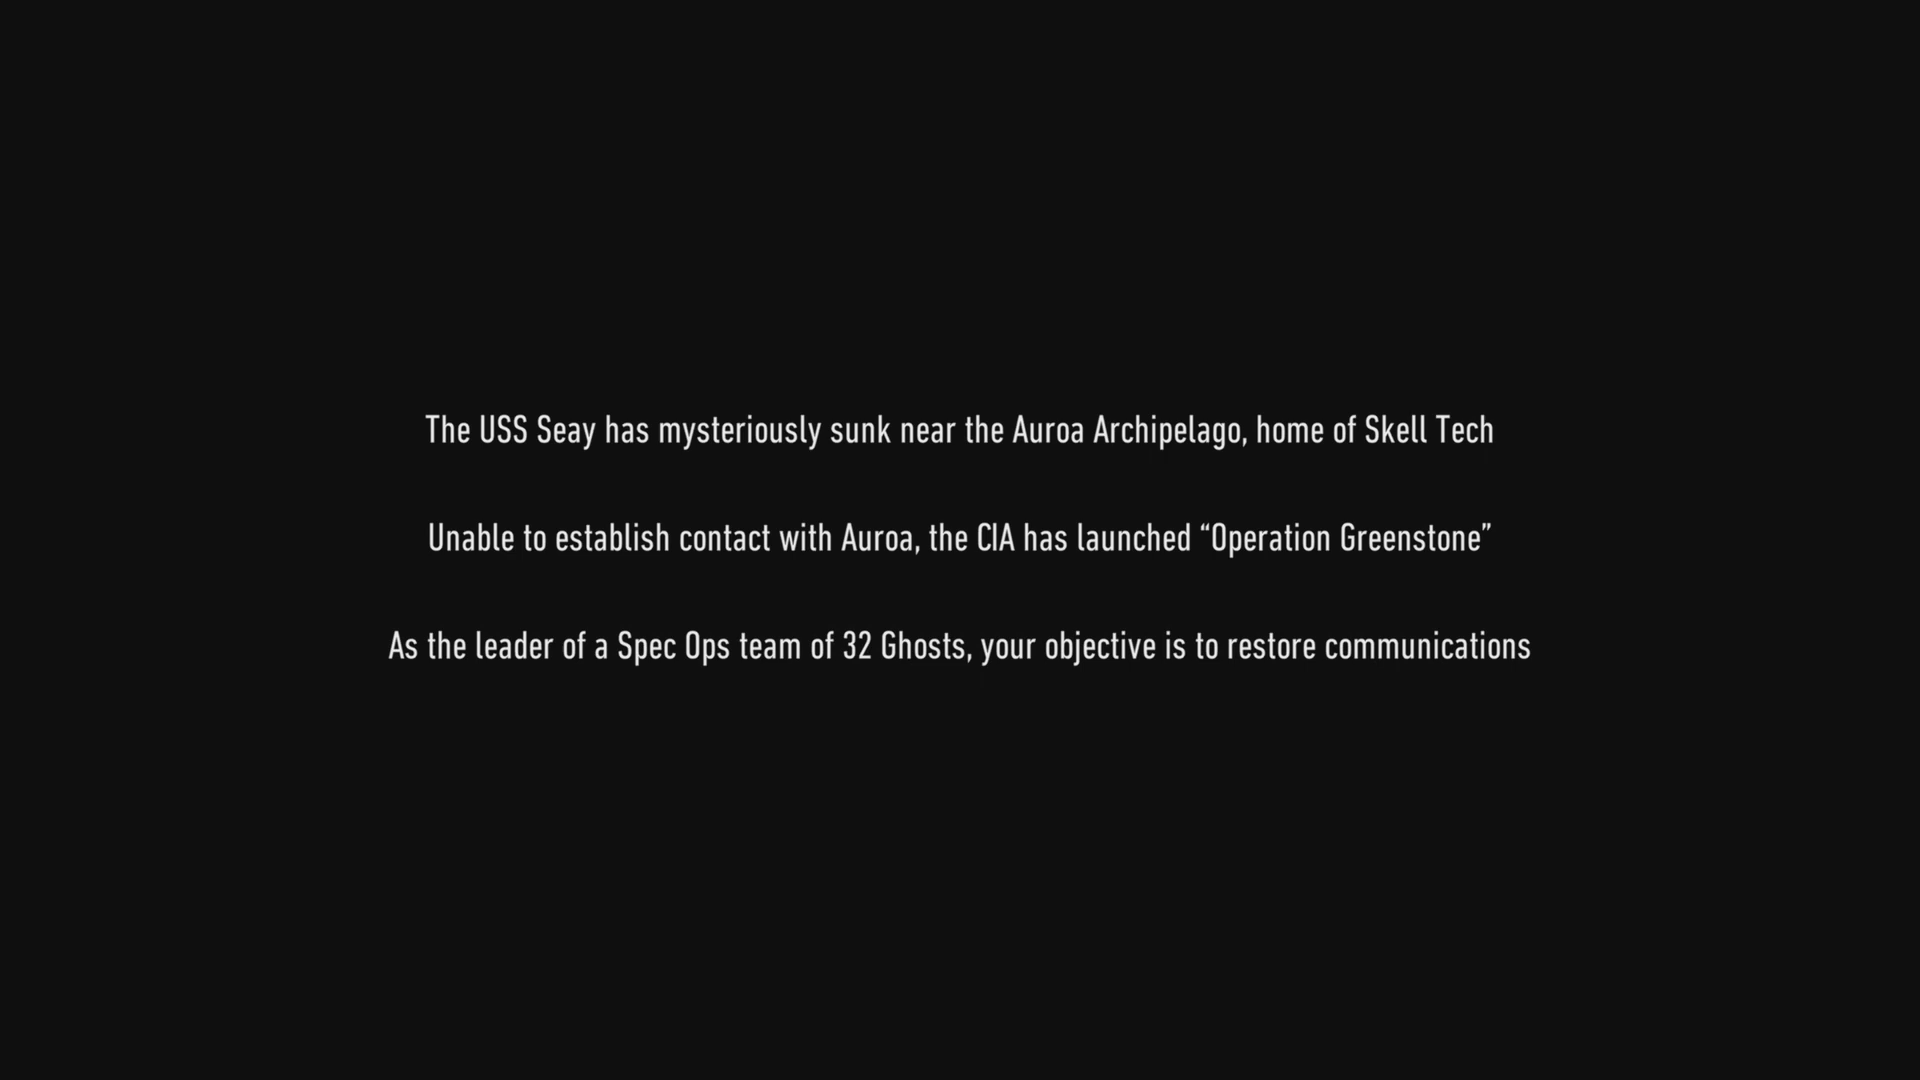 The USS Seay has mysteriously sunk near the Auroa Archipelago, home of Skell Tech
Unable to establish contact with Auroa, the CIA has launched “Operation Greenstone”
As the leader of a Spec Ops team of 32 Ghosts, your objective is to restore communications